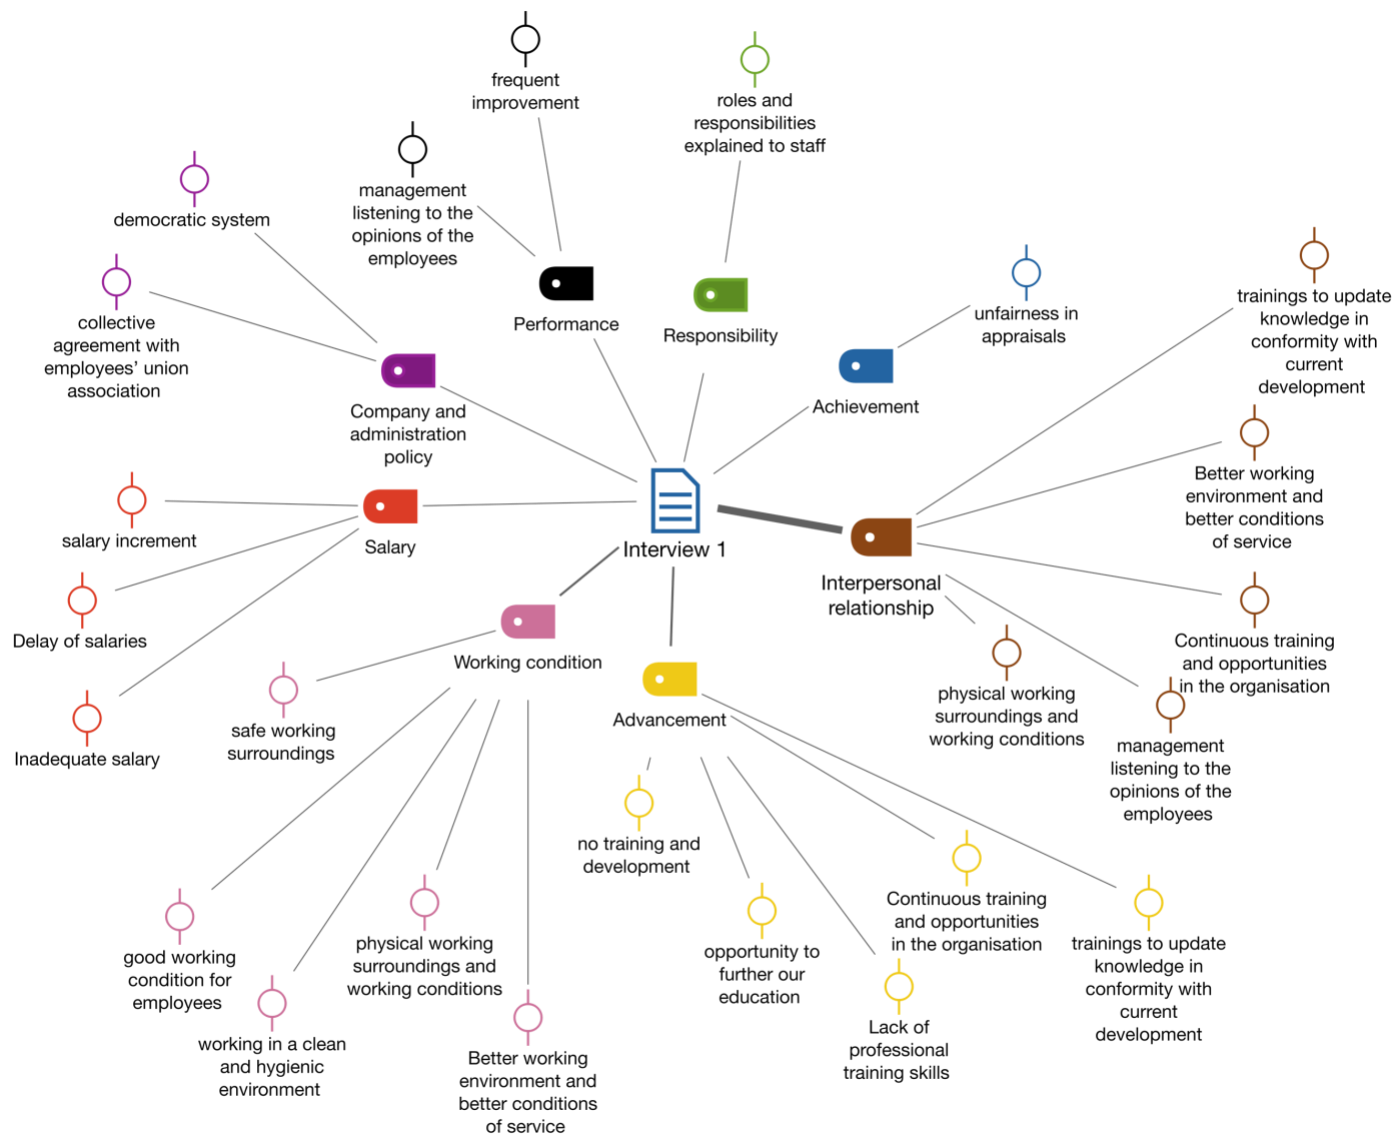 frequent
improvement
roles and
responsibilities
explained to staff
management
listening to the
opinions of the
employees
democratic system
collective
agreement with
employees' union
association
Performance
Responsibility
unfairness in
appraisals
trainings to update
knowledge in
conformity with
current
development
Company and
administration
policy
Achievement
Better working
environment and
better conditions
of service
salary increment
Salary
Interview 1
Interpersonal
relationship
Delay of salaries
Continuous training
and opportunities
in the organisation
Working condition
Advancement
physical working
surroundings and
working conditions
Inadequate salary
safe working
surroundings
management
listening to the
opinions of the
employees
no training and
development
good working
condition for
employees
physical working
surroundings and
working conditions
opportunity to
further our
education
Continuous training
and opportunities
in the organisation
trainings to update
knowledge in
conformity with
current
development
working in a clean
and hygienic
environment
Better working
environment and
better conditions
of service
Lack of
professional
training skills